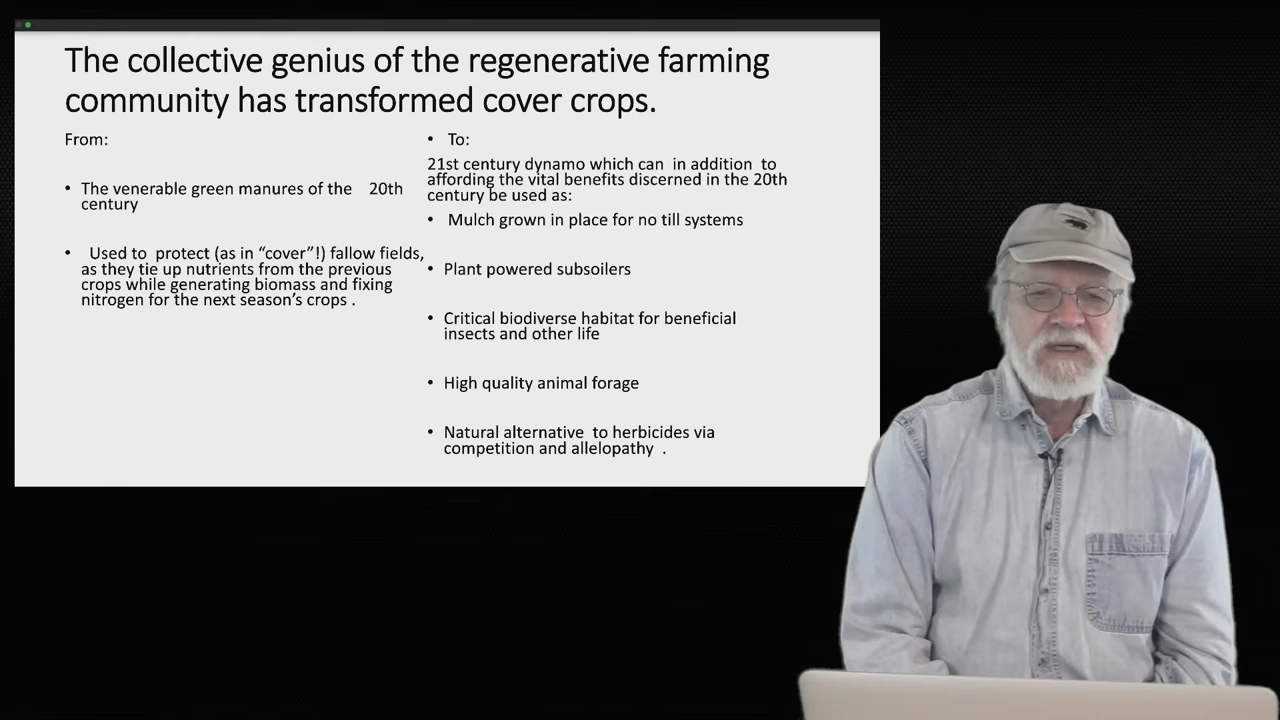 The collective genius of the regenerative farming
community has transformed cover crops.
From:
• The venerable green manures of the 20th
century
• Used to protect (as in “cover”!) fallow fields,
as they tie up nutrients from the previous
crops while generating biomass and fixing
nitrogen for the next season’s crops .
• To:
21st century dynamo which can in addition to
affording the vital benefits discerned in the 20th
century be used as:
• Mulch grown in place for no till systems
• Plant powered subsoilers
• Critical biodiverse habitat for beneficial
insects and other life
• High quality animal forage
• Natural alternative to herbicides via
competition and allelopathy .